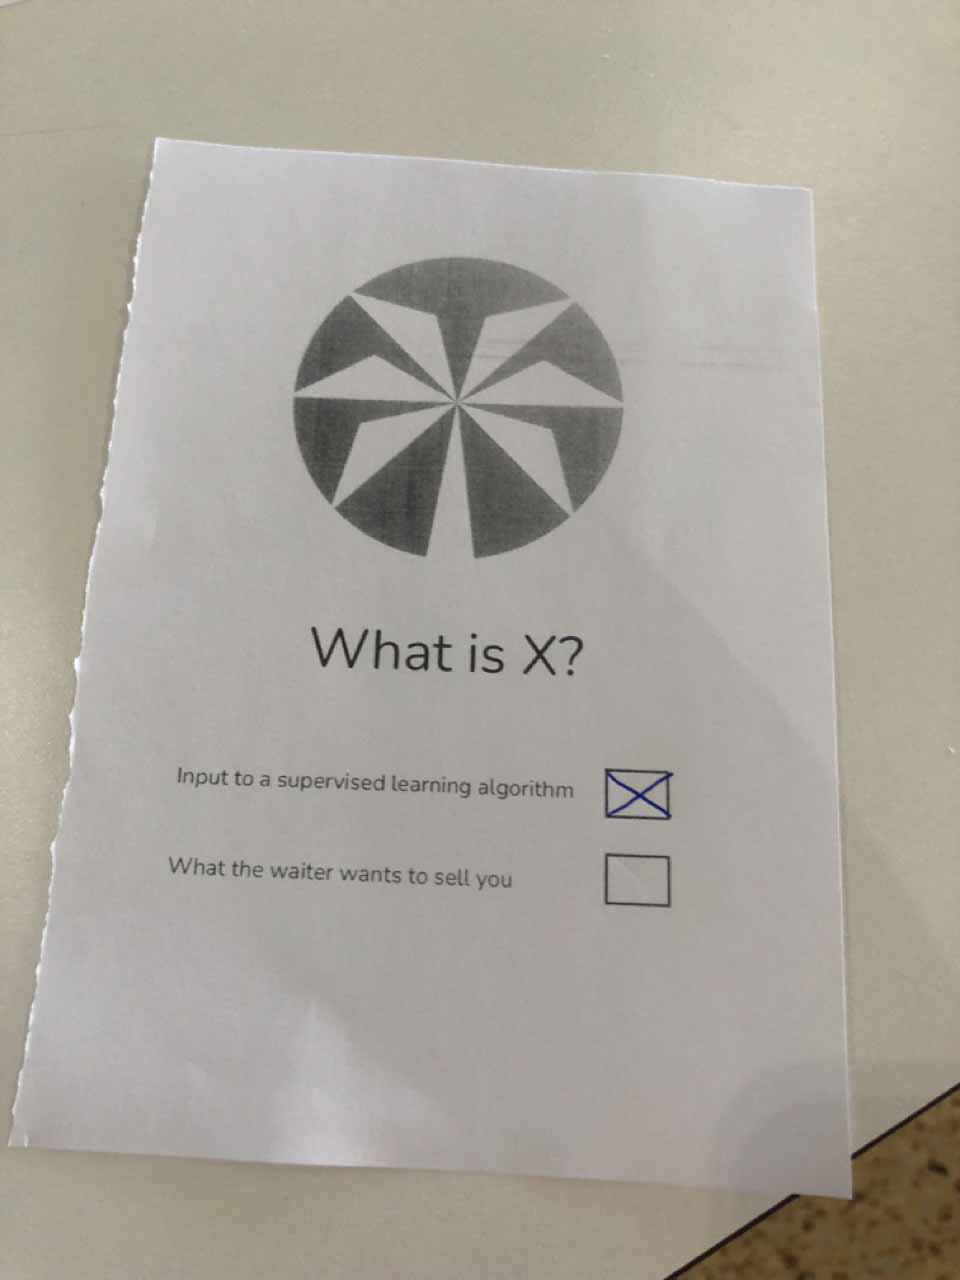 What is X?
Input to a supervised learning algorithm
What the waiter wants to sell you